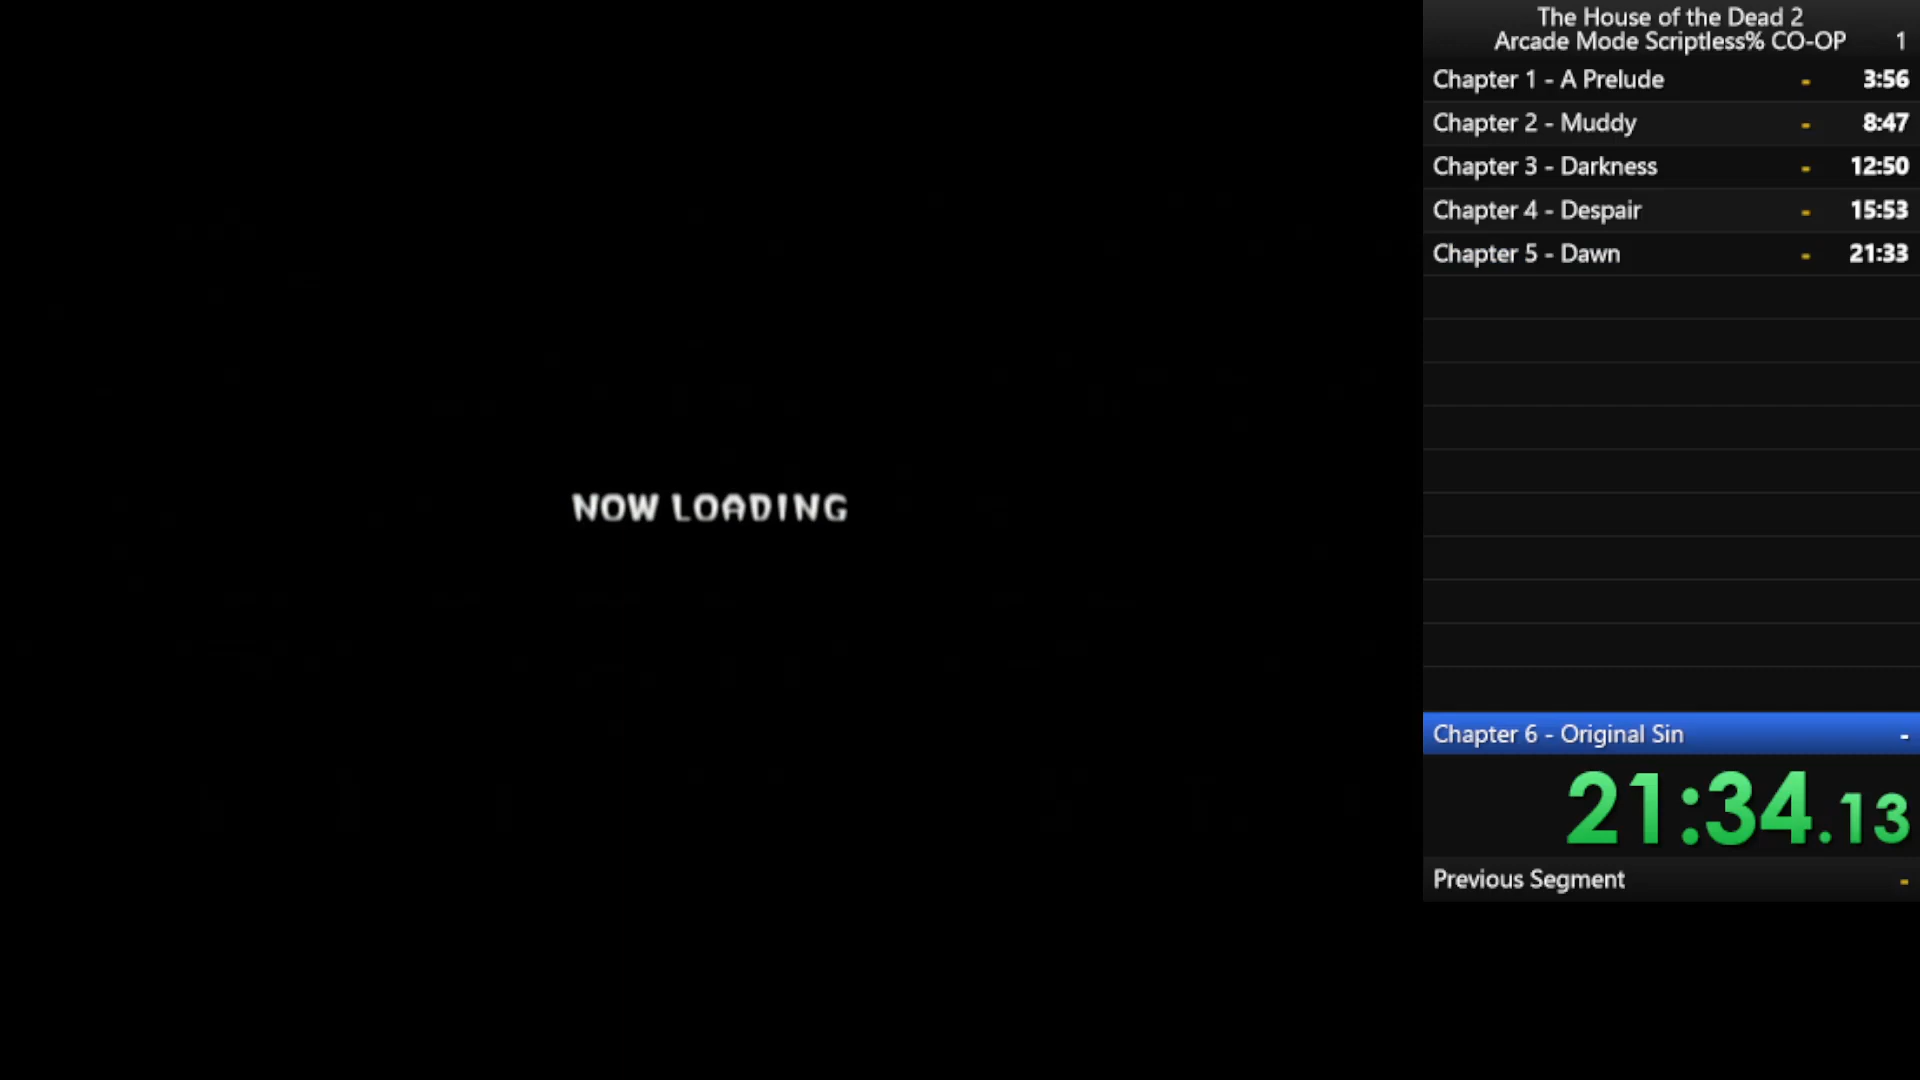 The House of the Dead 2
Arcade Mode Scriptless% CO-OP 1
Chapter 1 - A Prelude - 3:56
Chapter 2 - Muddy - 8:47
Chapter 3 - Darkness - 12:50
Chapter 4 - Despair - 15:53
Chapter 5 - Dawn - 21:33
NOW LOADING
Chapter 6 - Original Sin -
21:34.13
Previous Segment -